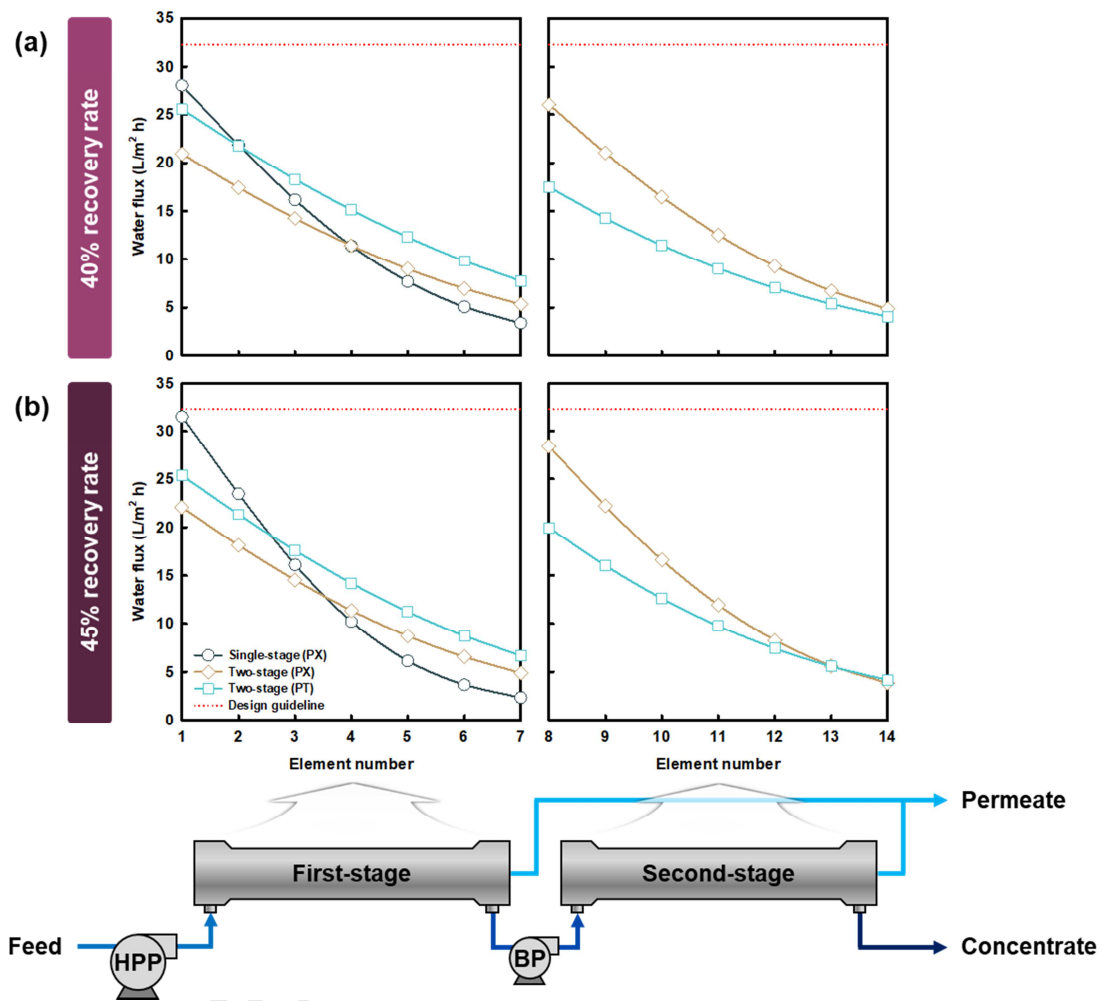 (a)
40% recovery rate
Water flux (L/m² h)
35
30
25
20
15
10
5
0
(b)
45% recovery rate
Water flux (L/m² h)
35
30
25
20
15
10
5
0
Single-stage (PX)
Two-stage (PX)
Two-stage (PT)
Design guideline
1 2 3 4 5 6 7
8 9 10 11 12 13 14
Element number
Element number
Permeate
First-stage
Second-stage
Feed
HPP
BP
Concentrate